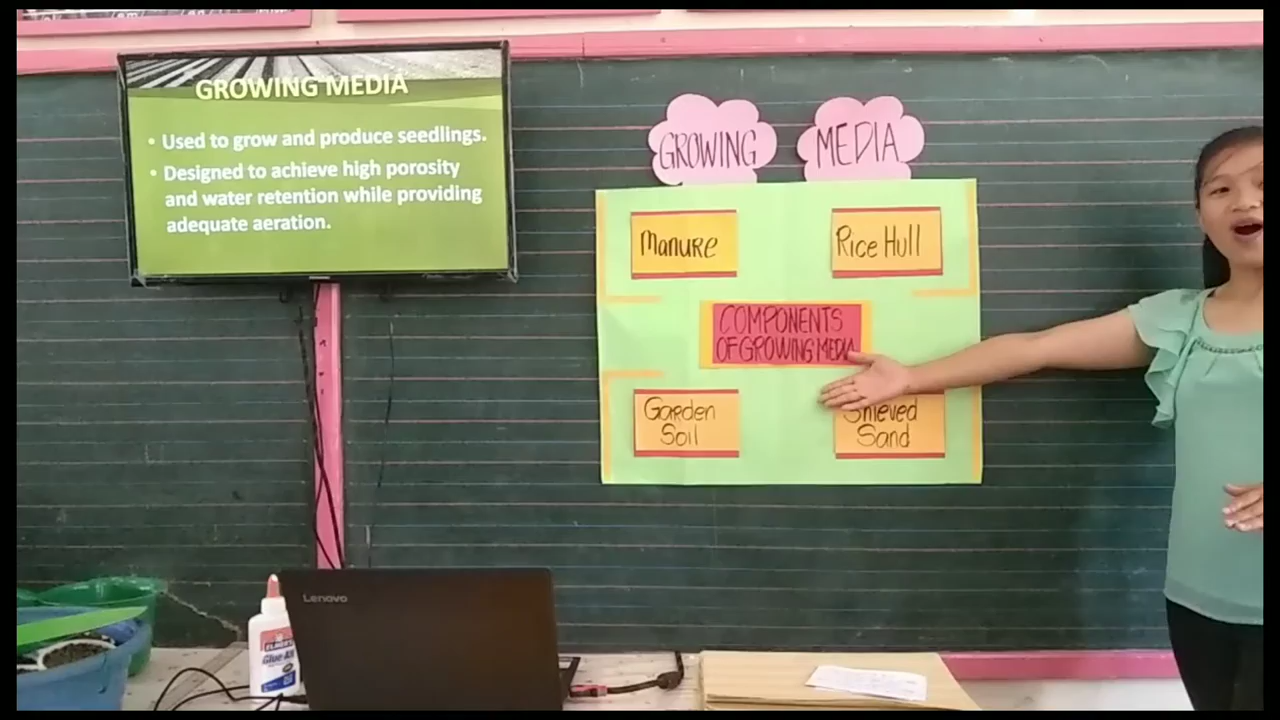 GROWING MEDIA
• Used to grow and produce seedlings.
• Designed to achieve high porosity
and water retention while providing
adequate aeration.
GROWING MEDIA
Manure
Rice Hull
COMPONENTS
OF GROWING MEDIA
Garden
Soil
Shieved
Sand
Lenovo
ELMER'S
Glue-All